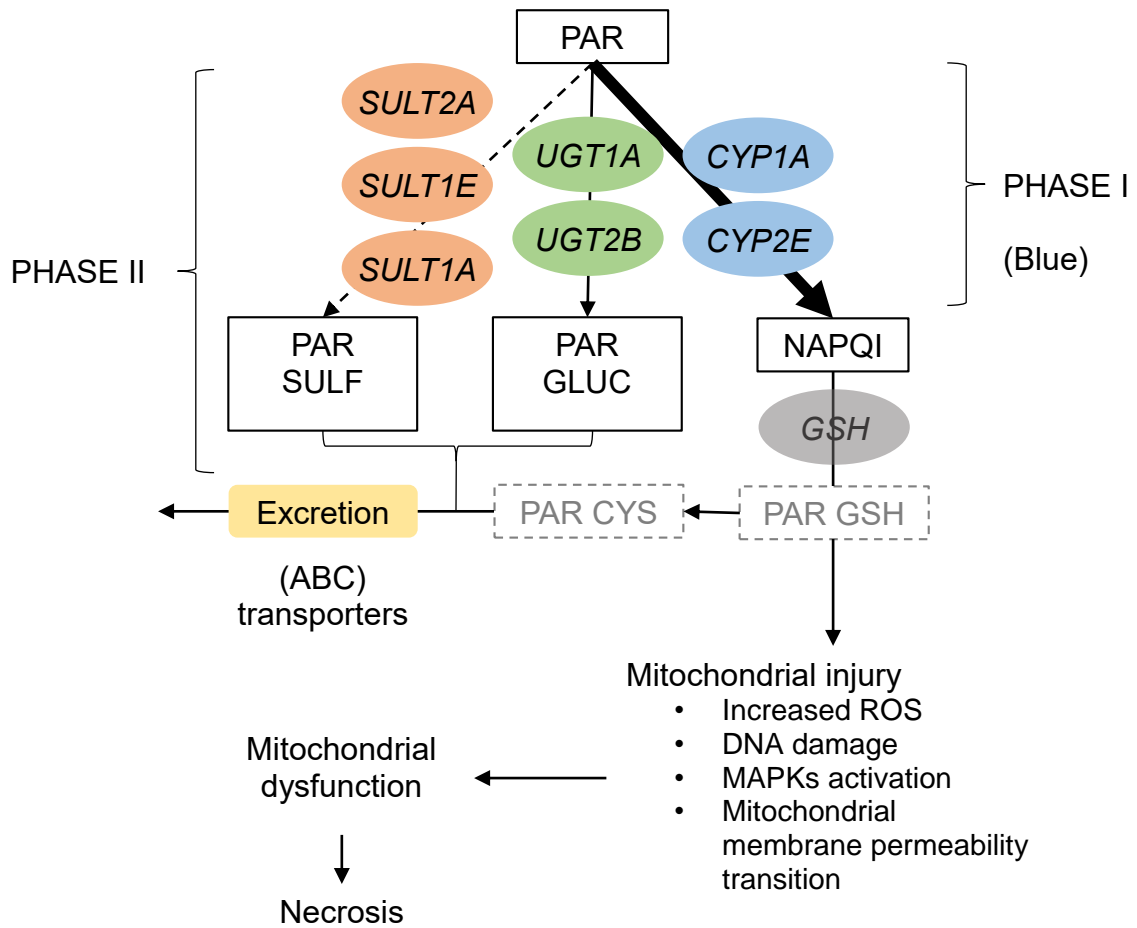 PAR
SULT2A
UGT1A
CYP1A
SULT1E
PHASE I
UGT2B
CYP2E
(Blue)
PHASE II
SULT1A
PAR
SULF
PAR
GLUC
NAPQI
GSH
Excretion
PAR CYS
PAR GSH
(ABC)
transporters
Mitochondrial injury
• Increased ROS
• DNA damage
• MAPKs activation
• Mitochondrial
membrane permeability
transition
Mitochondrial
dysfunction
Necrosis